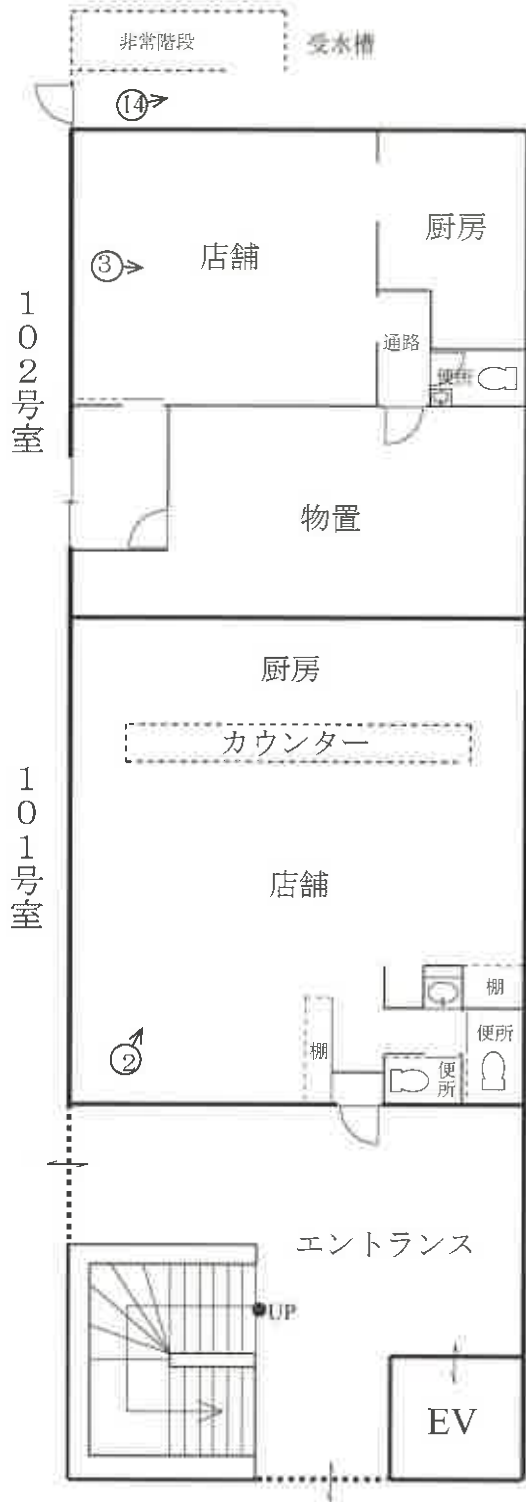 非常階段
受水槽
⑭
厨房
店舗
③
102号室
通路
便所
物置
厨房
カウンター
101号室
店舗
棚
便所
棚
②
便所
エントランス
UP
EV